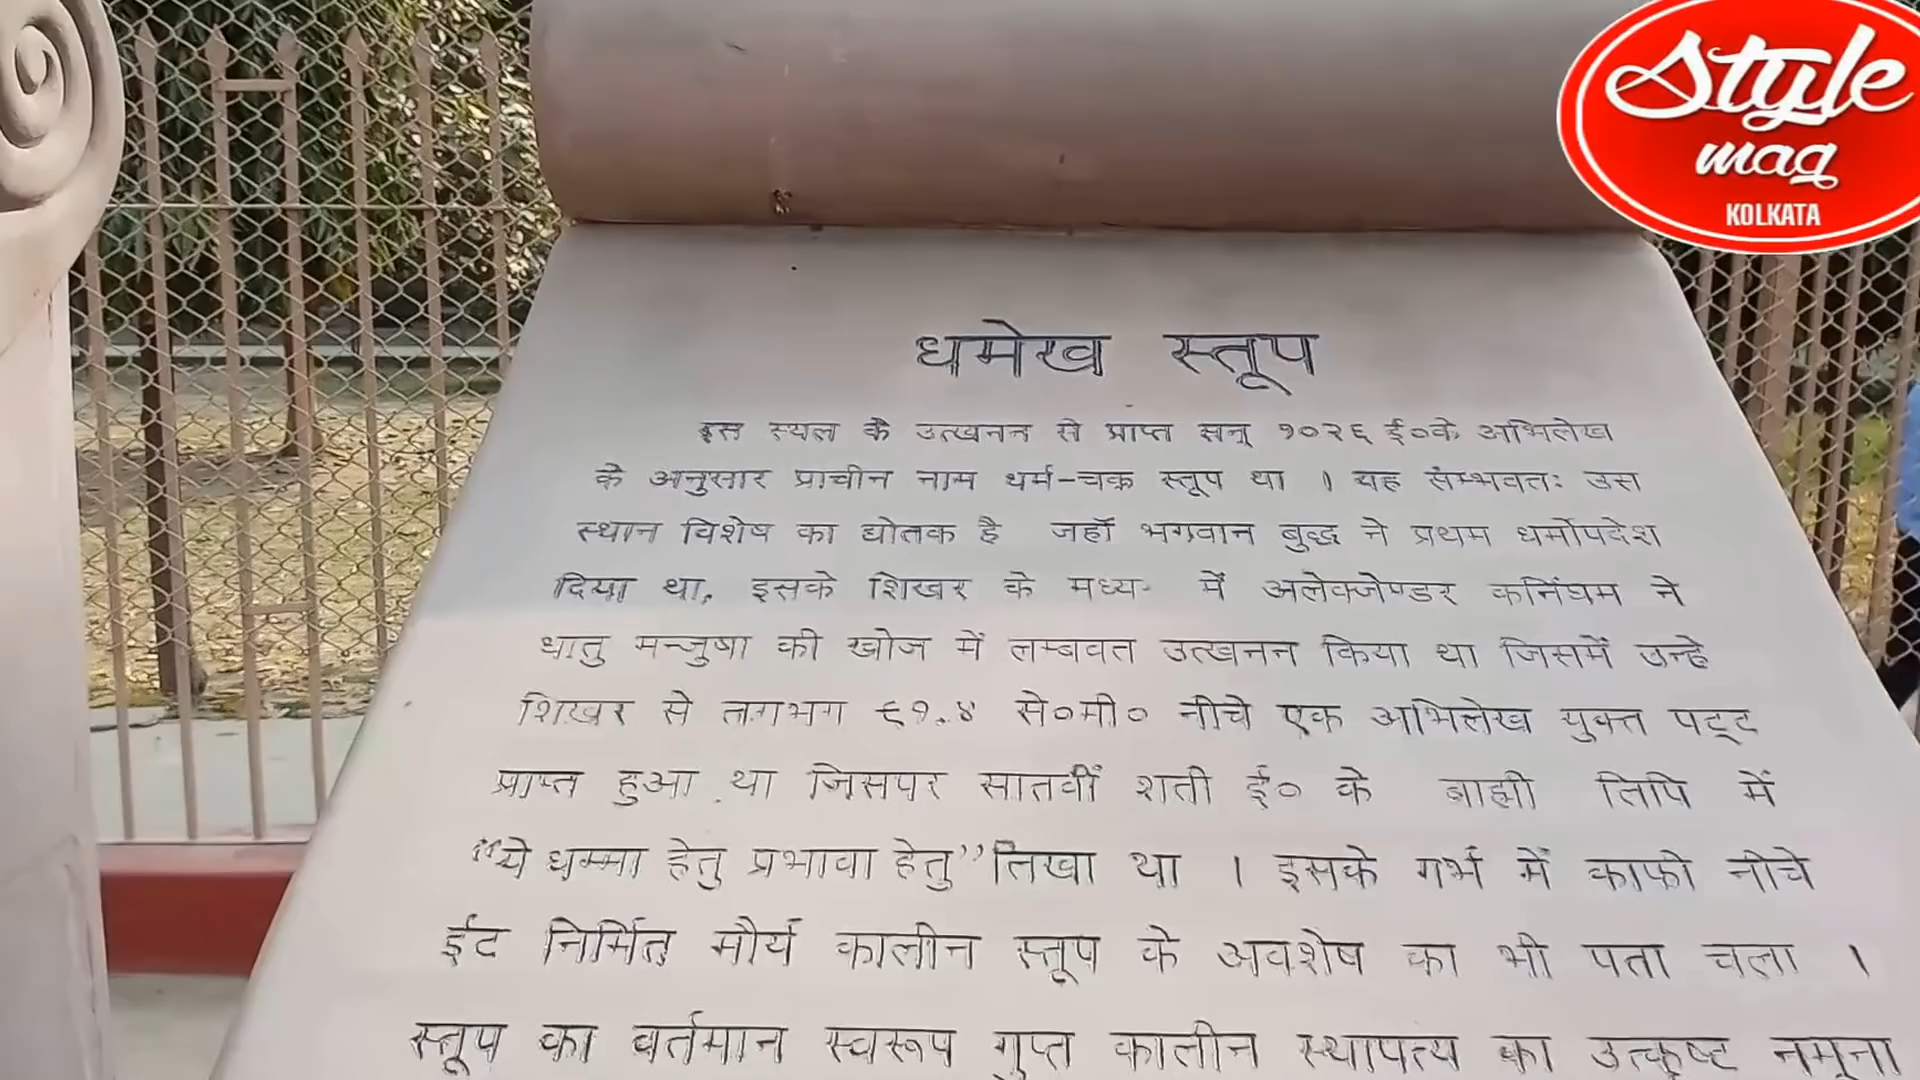 Style
mag
KOLKATA
धमेख स्तूप
इस स्थल के उत्खनन से प्राप्त सन् १०२६ ई०के अभिलेख
के अनुसार प्राचीन नाम धर्म-चक्र स्तूप था । यह संम्भवतः उस
स्थान विशेष का द्योतक है जहाँ भगवान बुद्ध ने प्रथम धर्मोपदेश
दिया था, इसके शिखर के मध्य में अलेक्जेण्डर कनिंघम ने
धातु मन्जुषा की खोज में लम्बवत उत्खनन किया था जिसमें उन्हे
शिखर से लगभग ६१.४ से०मी० नीचे एक अभिलेख युक्त पट्ट
प्राप्त हुआ था जिसपर सातवीं शती ई० के ब्राह्मी लिपि में
“ये धम्मा हेतु प्रभावा हेतु” लिखा था । इसके गर्भ में काफी नीचे
ईंट निर्मित मौर्य कालीन स्तूप के अवशेष का भी पता चला ।
स्तूप का वर्तमान स्वरूप गुप्त कालीन स्थापत्य का उत्कृष्ट नमूना